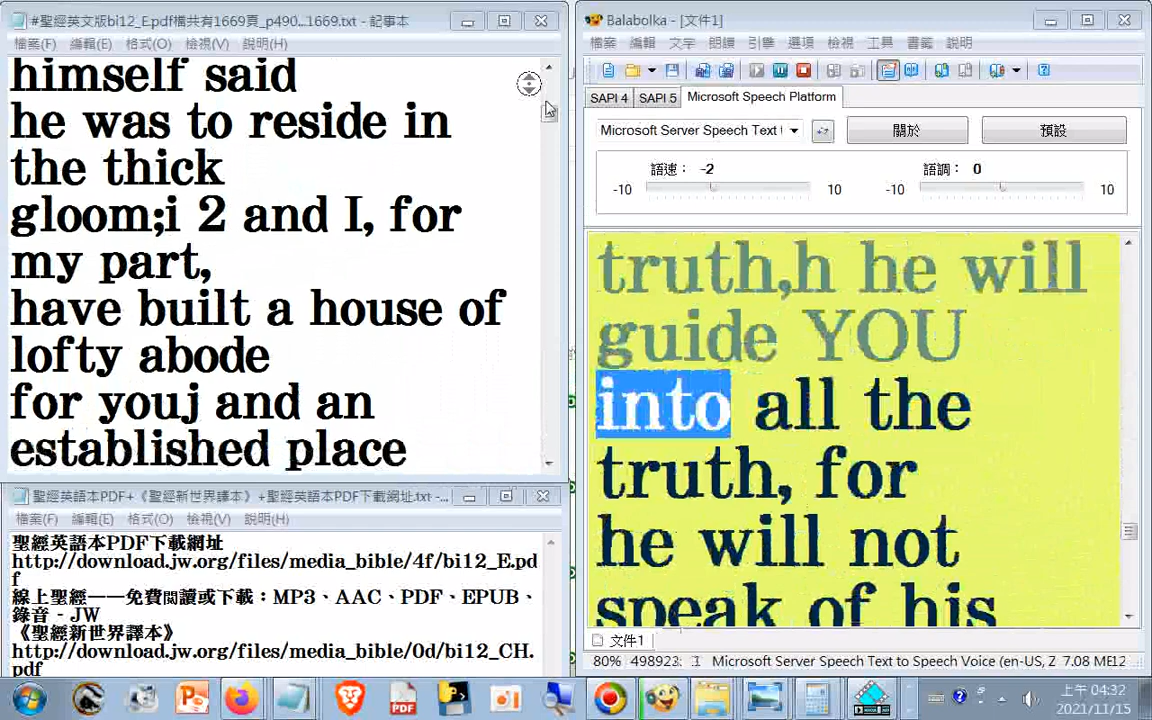 #聖經英文版bi12_E.pdf檔共有1669頁_p490...1669.txt - 記事本
檔案(F) 編輯(E) 格式(O) 檢視(V) 說明(H)
himself said
he was to reside in
the thick
gloom;i 2 and I, for
my part,
have built a house of
lofty abode
for youj and an
established place
聖經英語本PDF+《聖經新世界譯本》+聖經英語本PDF下載網址.txt -...
檔案(F) 編輯(E) 格式(O) 檢視(V) 說明(H)
聖經英語本PDF下載網址
http://download.jw.org/files/media_bible/4f/bi12_E.pd
f
線上聖經——免費閱讀或下載：MP3、AAC、PDF、EPUB、
錄音 - JW
《聖經新世界譯本》
http://download.jw.org/files/media_bible/0d/bi12_CH.
pdf
Balabolka - [文件1]
檔案 編輯 文字 朗讀 引擎 選項 檢視 工具 書籤 說明
SAPI 4 SAPI 5 Microsoft Speech Platform
Microsoft Server Speech Text 關於 預設
語速： -2 語調： 0
-10 10 -10 10
truth,h he will
guide YOU
into all the
truth, for
he will not
speak of his
文件1
80% 498923: 1 Microsoft Server Speech Text to Speech Voice (en-US, Z 7.08 ME12
上午 04:32
2021/11/15